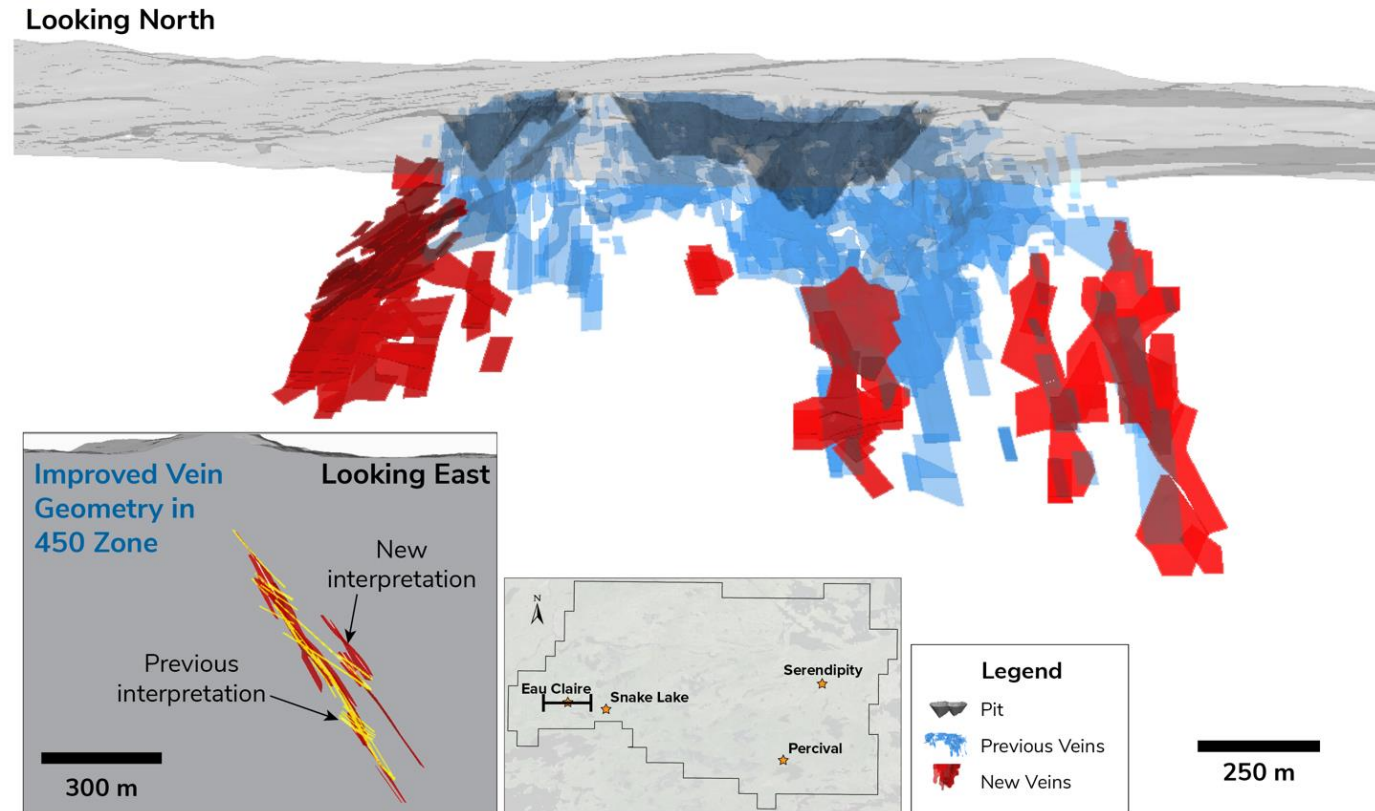 Looking North
Improved Vein
Geometry in
450 Zone
Looking East
New
interpretation
Previous
interpretation
300 m
N
Eau Claire
Snake Lake
Serendipity
Percival
Legend
Pit
Previous Veins
New Veins
250 m